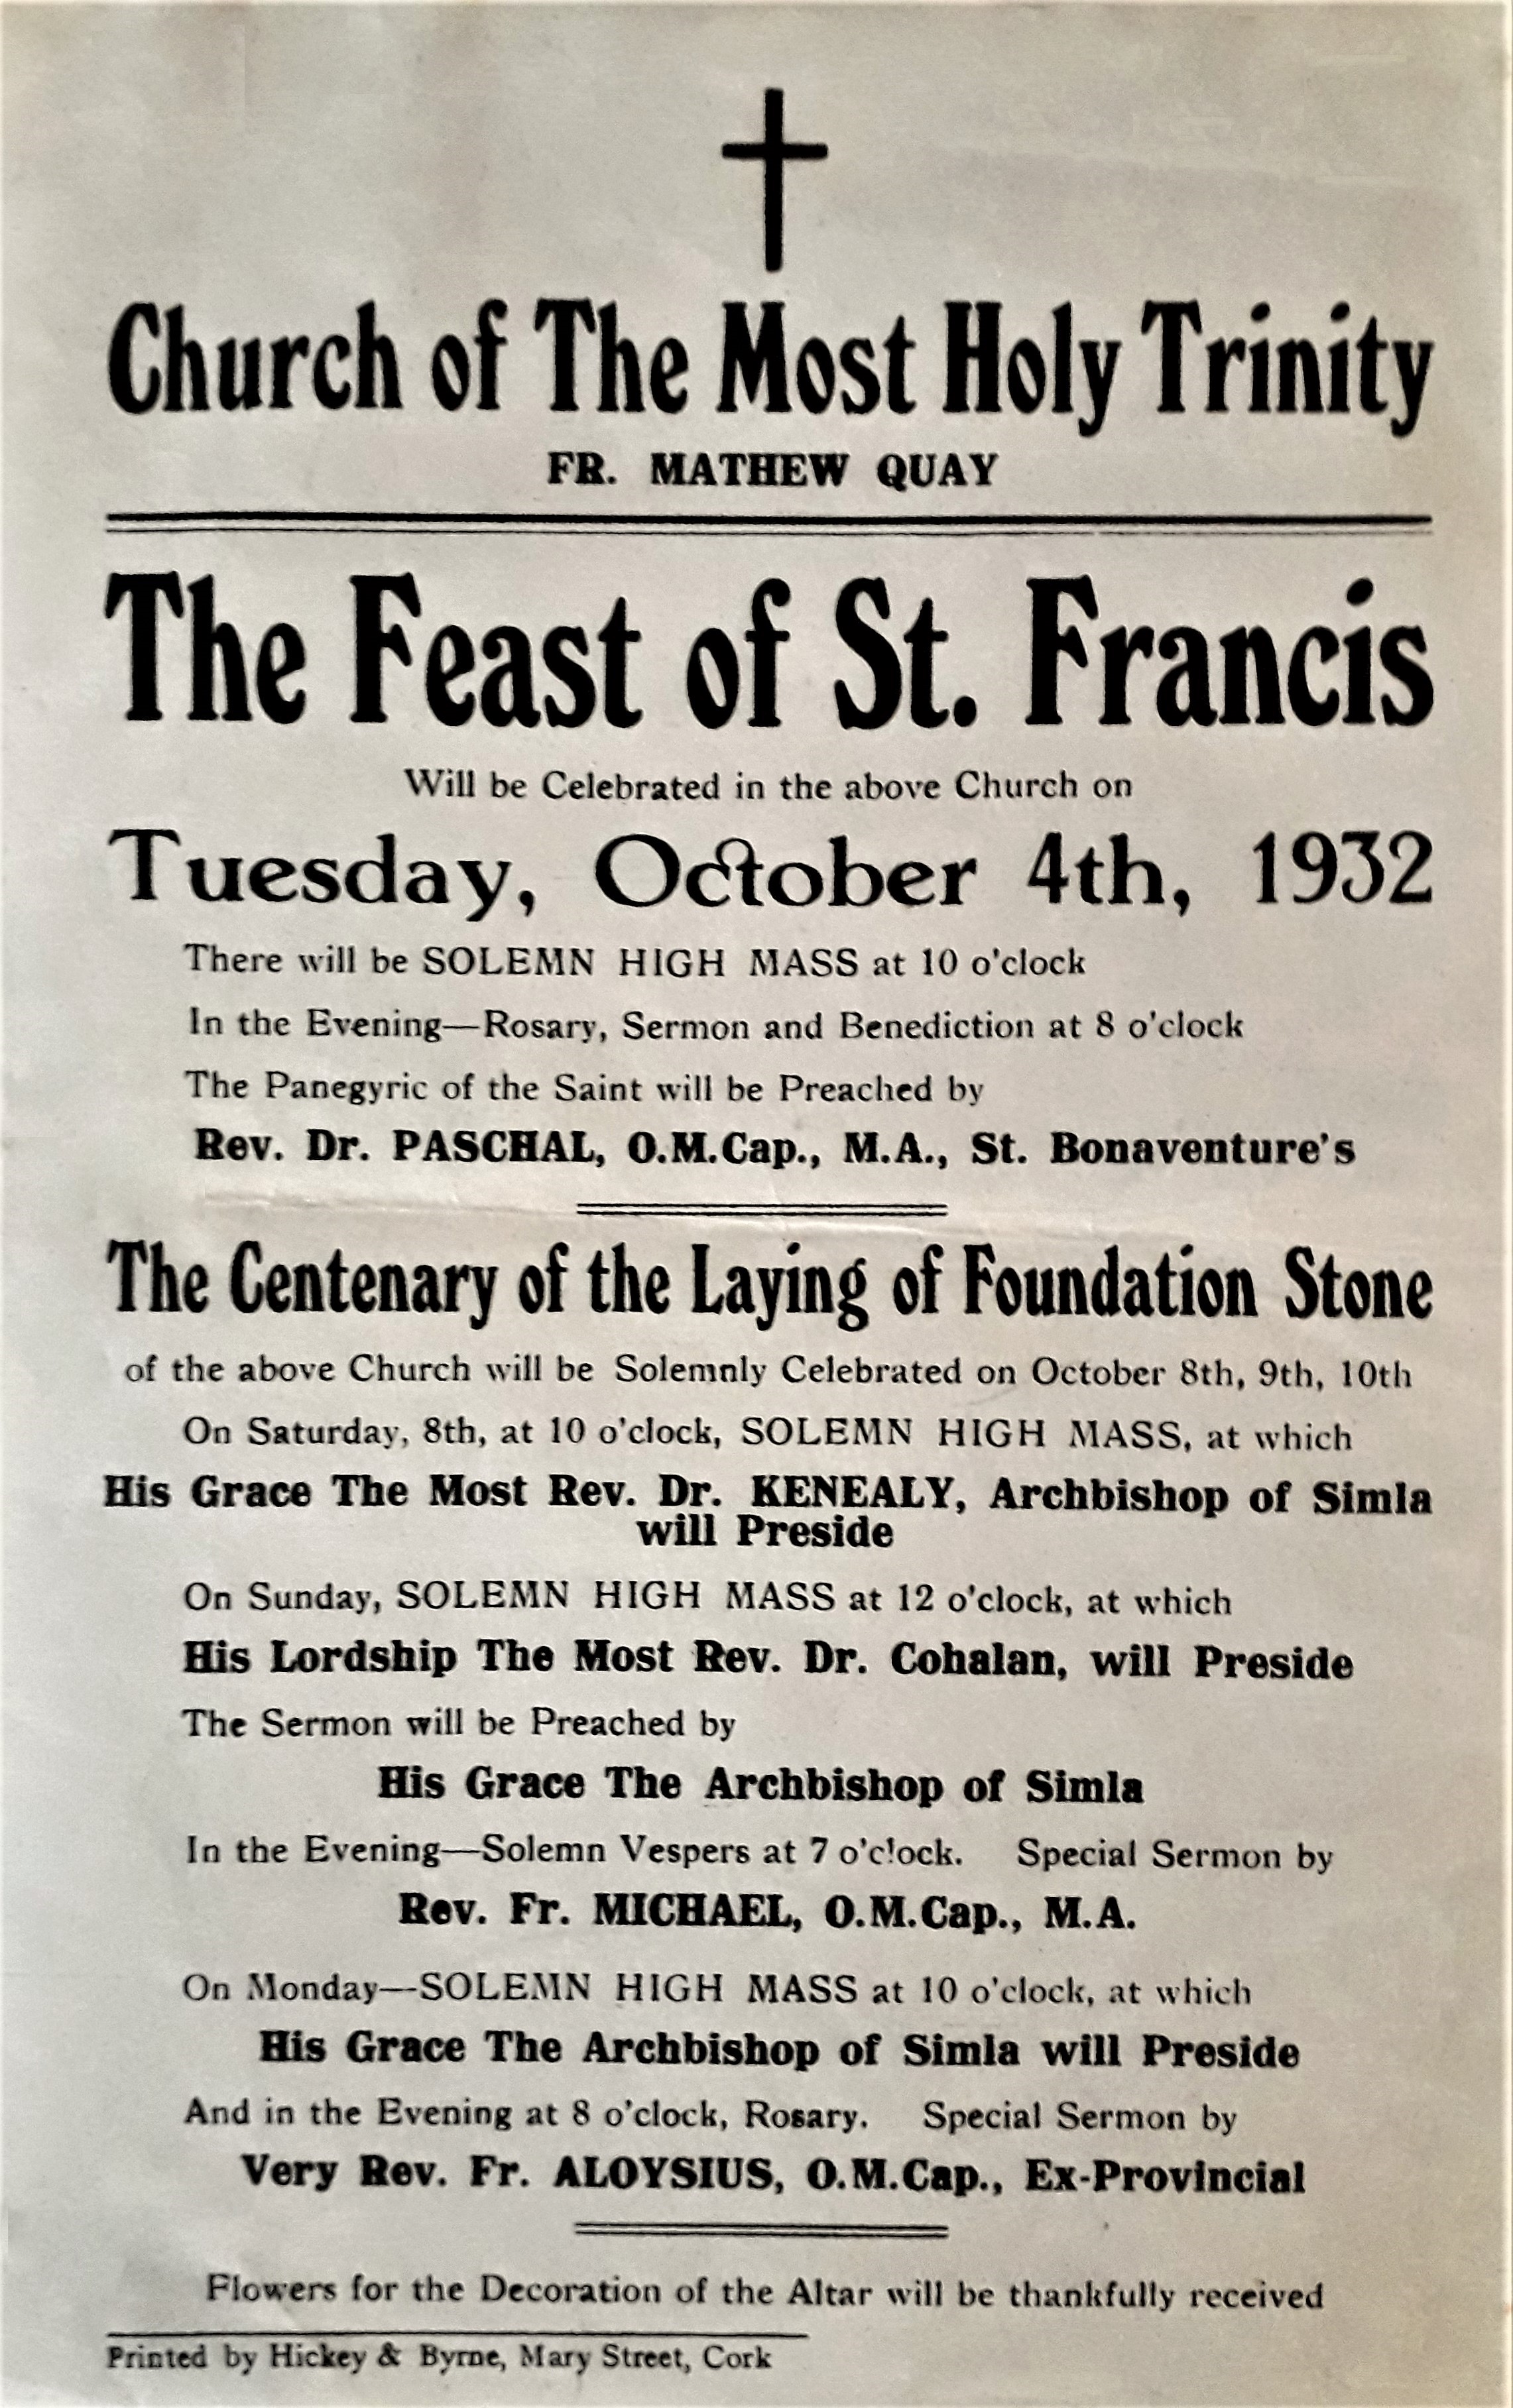 Church of The Most Holy Trinity
FR. MATHEW QUAY
The Feast of St. Francis
Will be Celebrated in the above Church on
Tuesday, October 4th, 1932
There will be SOLEMN HIGH MASS at 10 o'clock
In the Evening—Rosary, Sermon and Benediction at 8 o'clock
The Panegyric of the Saint will be Preached by
Rev. Dr. PASCHAL, O.M.Cap., M.A., St. Bonaventure's
The Centenary of the Laying of Foundation Stone
of the above Church will be Solemnly Celebrated on October 8th, 9th, 10th
On Saturday, 8th, at 10 o'clock, SOLEMN HIGH MASS, at which
His Grace The Most Rev. Dr. KENEALY, Archbishop of Simla
will Preside
On Sunday, SOLEMN HIGH MASS at 12 o'clock, at which
His Lordship The Most Rev. Dr. Cohalan, will Preside
The Sermon will be Preached by
His Grace The Archbishop of Simla
In the Evening—Solemn Vespers at 7 o'clock. Special Sermon by
Rev. Fr. MICHAEL, O.M.Cap., M.A.
On Monday—SOLEMN HIGH MASS at 10 o'clock, at which
His Grace The Archbishop of Simla will Preside
And in the Evening at 8 o'clock, Rosary. Special Sermon by
Very Rev. Fr. ALOYSIUS, O.M.Cap., Ex-Provincial
Flowers for the Decoration of the Altar will be thankfully received
Printed by Hickey & Byrne, Mary Street, Cork